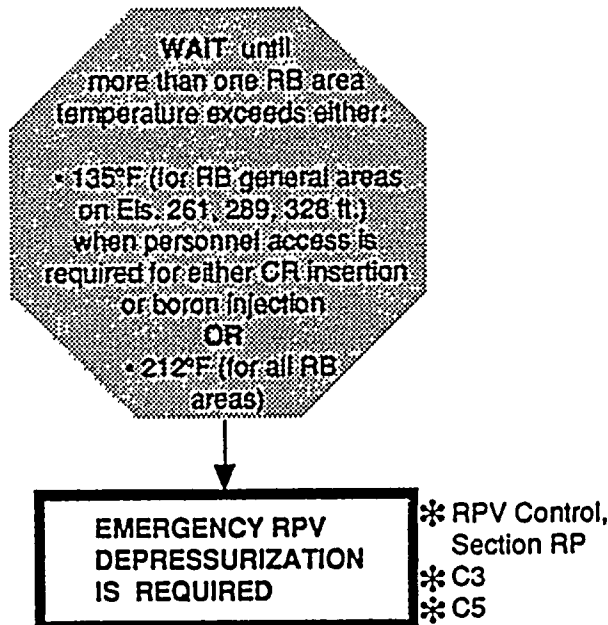 WAIT until
more than one RB area
temperature exceeds either:
• 135°F (for RB general areas
on Els. 261, 289, 328 ft.)
when personnel access is
required for either CR insertion
or boron injection
OR
• 212°F (for all RB
areas)
EMERGENCY RPV
DEPRESSURIZATION
IS REQUIRED
✻ RPV Control,
Section RP
✻ C3
✻ C5